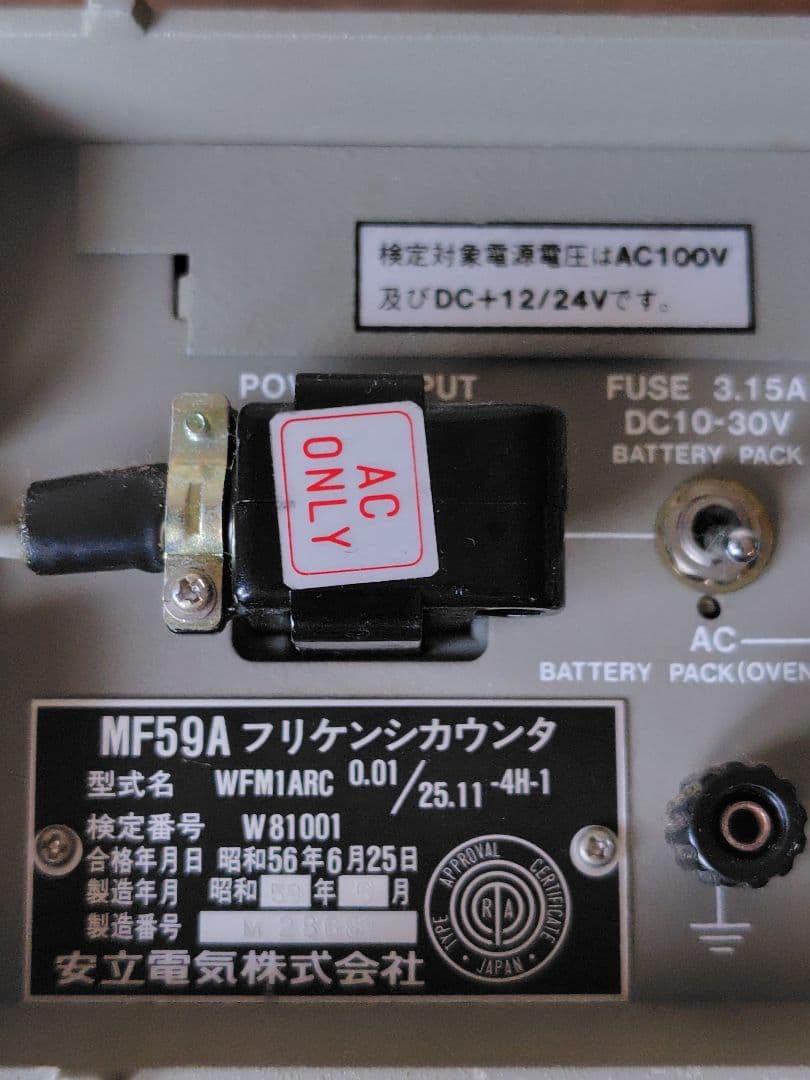 検定対象電源電圧はAC100V
及びDC+12/24Vです。
FUSE 3.15A
DC10-30V
BATTERY PACK
AC ONLY
AC
BATTERY PACK(OVEN
MF59A フリケンシカウンタ
型式名 WFM1ARC 0.01/25.11-4H-1
検定番号 W81001
合格年月日 昭和56年6月25日
製造年月 昭和 年 月
製造番号 M
安立電気株式会社
TYPE APPROVAL CERTIFICATE
RTA
JAPAN